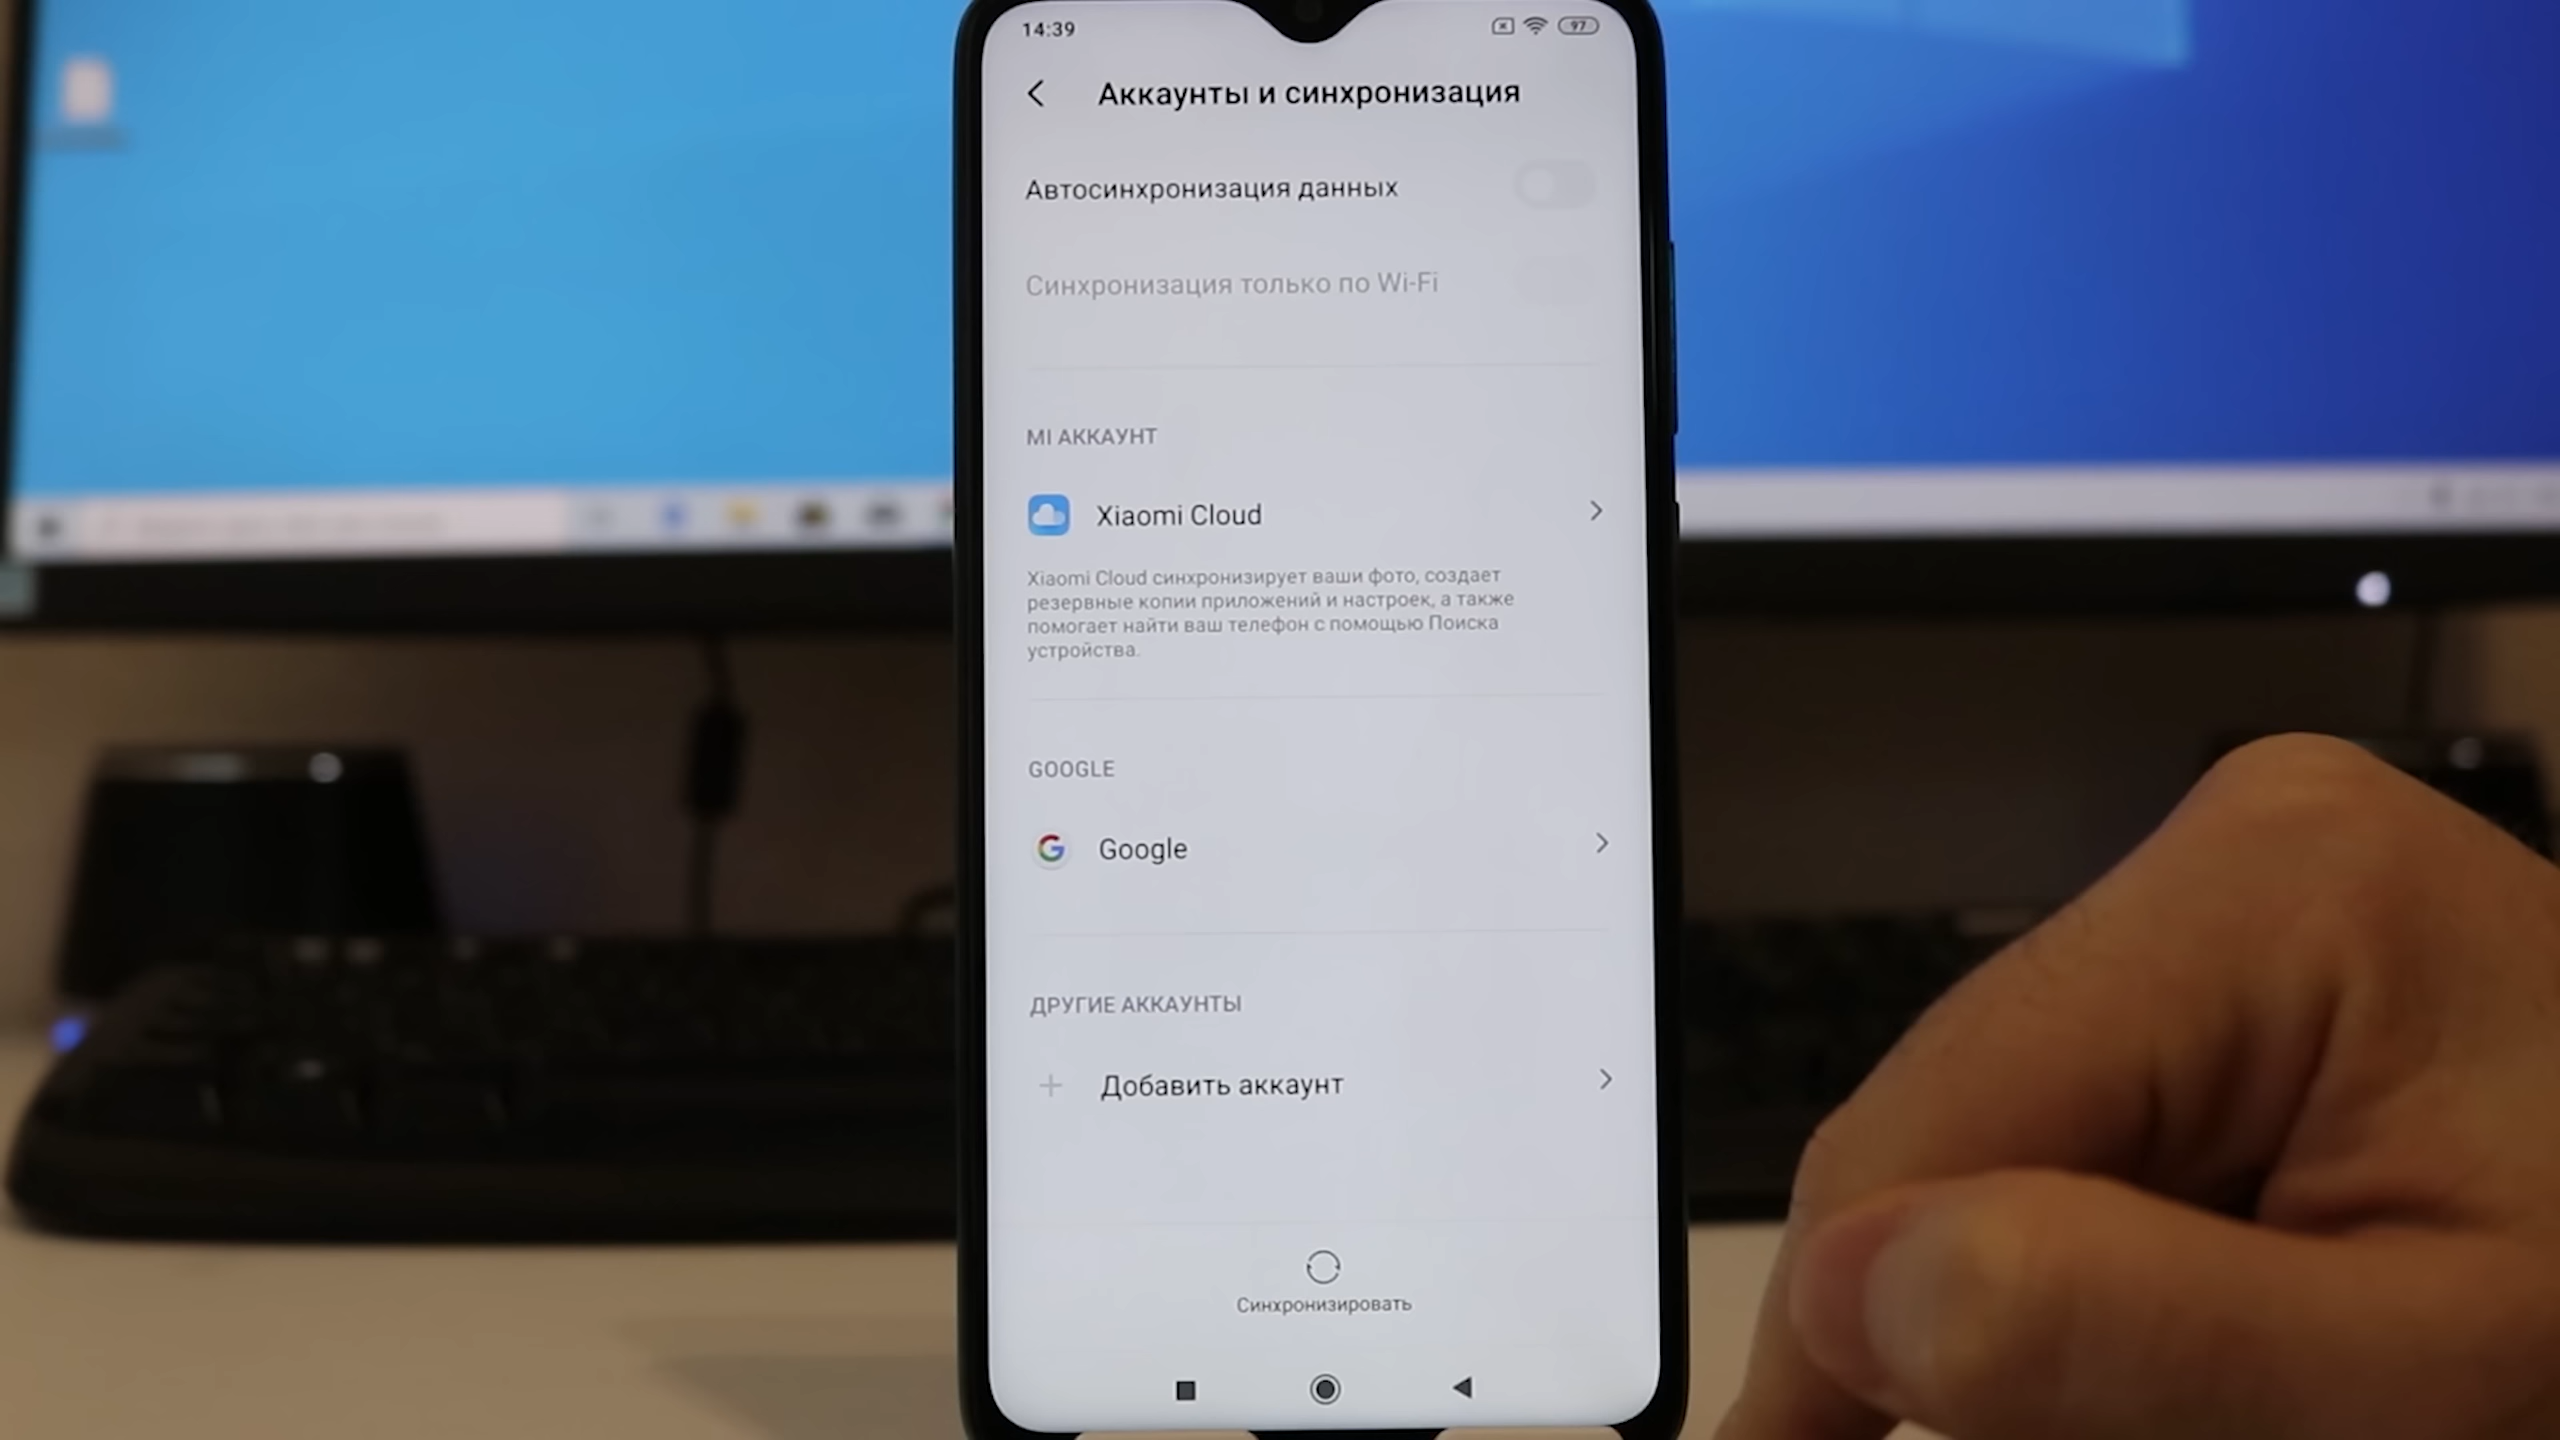 14:39
97
Аккаунты и синхронизация
Автосинхронизация данных
Синхронизация только по Wi-Fi
MI АККАУНТ
Xiaomi Cloud
Xiaomi Cloud синхронизирует ваши фото, создает
резервные копии приложений и настроек, а также
помогает найти ваш телефон с помощью Поиска
устройства.
GOOGLE
Google
ДРУГИЕ АККАУНТЫ
Добавить аккаунт
Синхронизировать